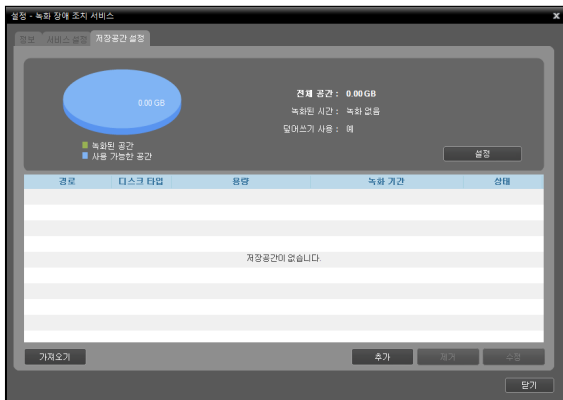 설정 - 녹화 장애 조치 서비스
x
정보 서비스 설정 저장공간 설정
0.00 GB
녹화된 공간
사용 가능한 공간
전체 공간 : 0.00 GB
녹화된 시간 : 녹화 없음
덮어쓰기 사용 : 예
설정
경로 디스크 타입 용량 녹화 기간 상태
저장공간이 없습니다.
가져오기 추가 제거 수정
닫기